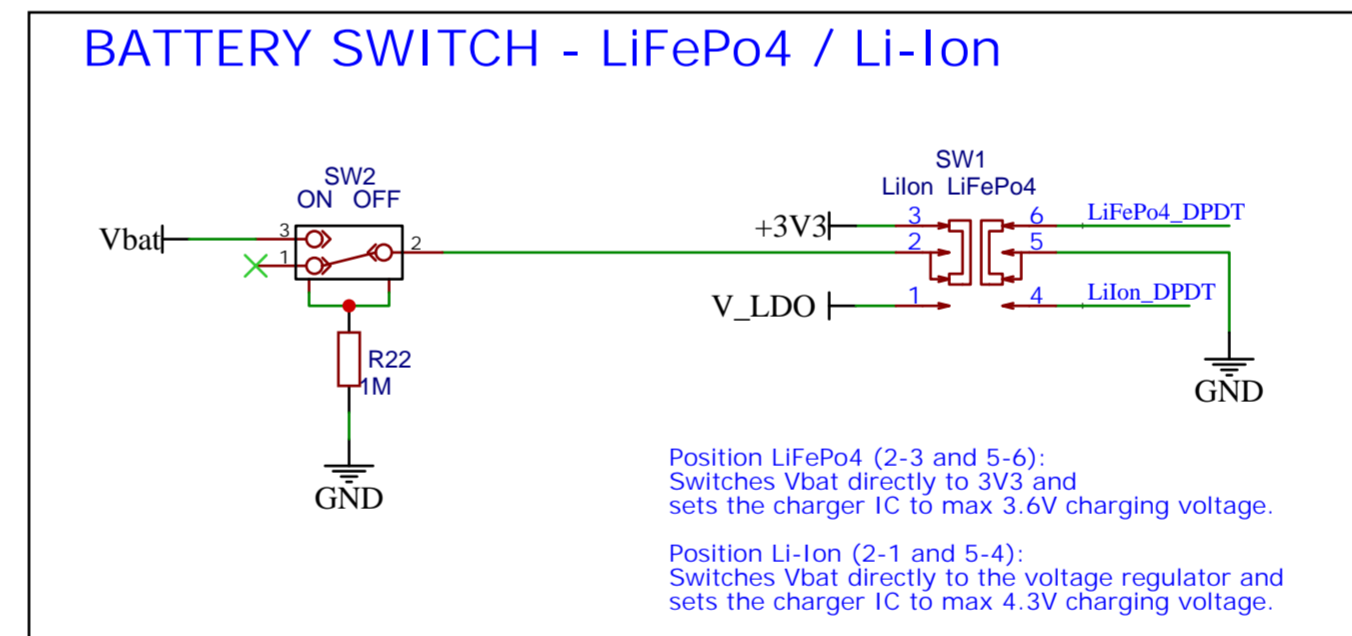 BATTERY SWITCH - LiFePo4 / Li-Ion
SW2
ON OFF
Vbat
3
1
2
R22
1M
GND
SW1
LiIon LiFePo4
+3V3
3
2
V_LDO
1
6
LiFePo4_DPDT
5
4
LiIon_DPDT
GND
Position LiFePo4 (2-3 and 5-6):
Switches Vbat directly to 3V3 and
sets the charger IC to max 3.6V charging voltage.
Position Li-Ion (2-1 and 5-4):
Switches Vbat directly to the voltage regulator and
sets the charger IC to max 4.3V charging voltage.